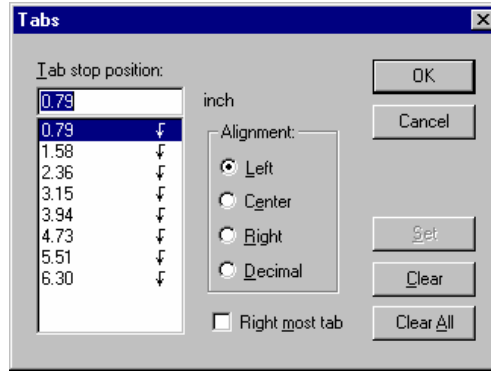 Tabs
Tab stop position:
0.79
inch
0.79
1.58
2.36
3.15
3.94
4.73
5.51
6.30
Alignment:
Left
Center
Right
Decimal
Right most tab
OK
Cancel
Set
Clear
Clear All